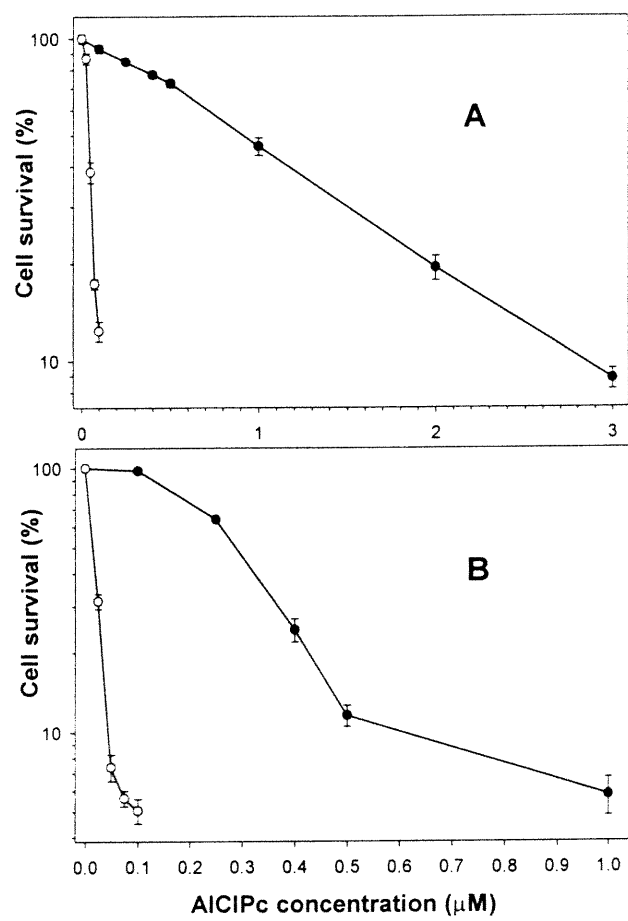 100
A
Cell survival (%)
10
0 1 2 3
100
B
Cell survival (%)
10
0.0 0.1 0.2 0.3 0.4 0.5 0.6 0.7 0.8 0.9 1.0
AlClPc concentration (μM)